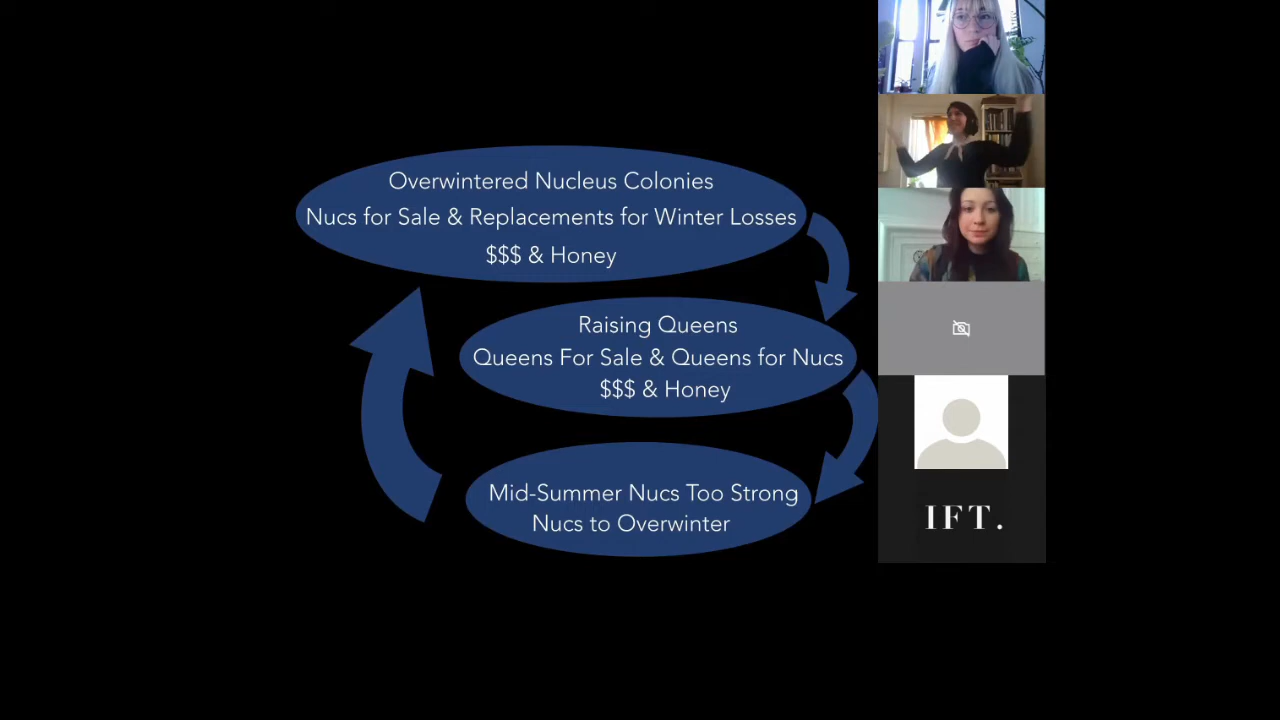 Overwintered Nucleus Colonies
Nucs for Sale & Replacements for Winter Losses
$$$ & Honey
Raising Queens
Queens For Sale & Queens for Nucs
$$$ & Honey
Mid-Summer Nucs Too Strong
Nucs to Overwinter
IFT.